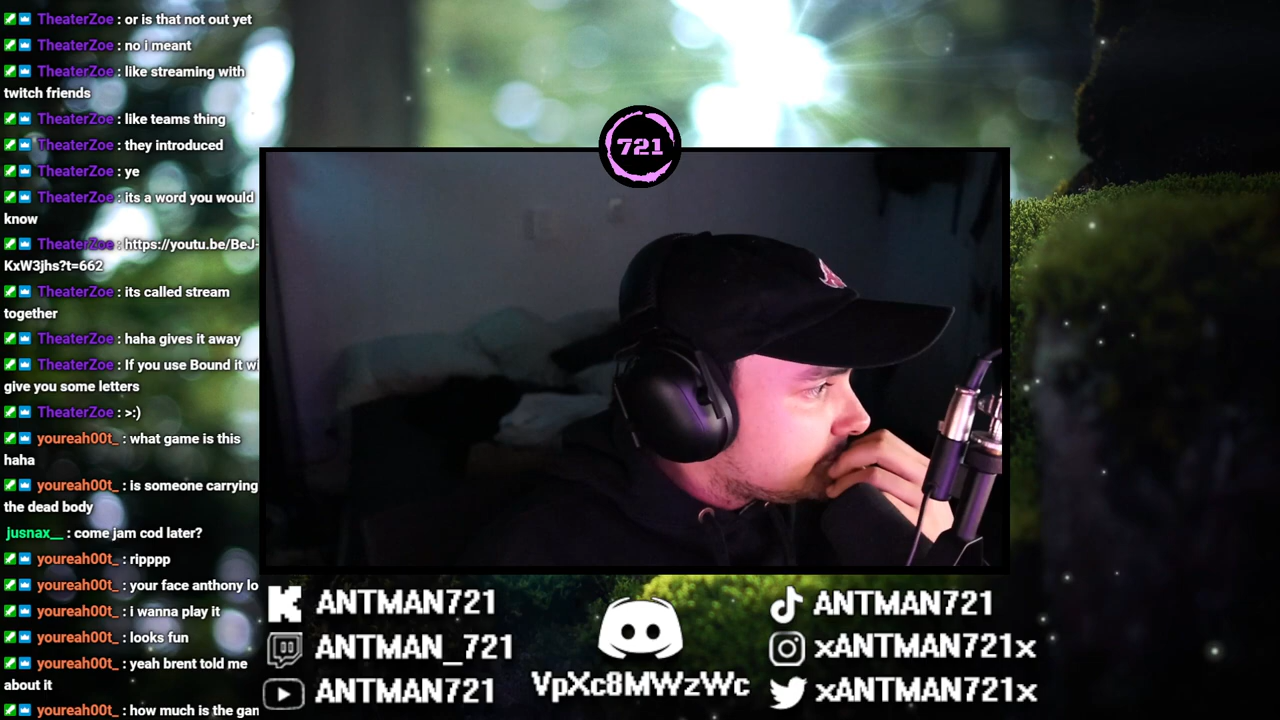 TheaterZoe : or is that not out yet
TheaterZoe : no i meant
TheaterZoe : like streaming with
twitch friends
TheaterZoe : like teams thing
TheaterZoe : they introduced
TheaterZoe : ye
TheaterZoe : its a word you would
know
TheaterZoe : https://youtu.be/BeJ-
KxW3jhs?t=662
TheaterZoe : its called stream
together
TheaterZoe : haha gives it away
TheaterZoe : If you use Bound it wi
give you some letters
TheaterZoe : >:)
youreah00t_ : what game is this
haha
youreah00t_ : is someone carrying
the dead body
jusnax__ : come jam cod later?
youreah00t_ : ripppp
youreah00t_ : your face anthony lo
youreah00t_ : i wanna play it
youreah00t_ : looks fun
youreah00t_ : yeah brent told me
about it
youreah00t_ : how much is the gam
721
ANTMAN721
ANTMAN_721
ANTMAN721
VpXc8MWzWc
ANTMAN721
xANTMAN721x
xANTMAN721x